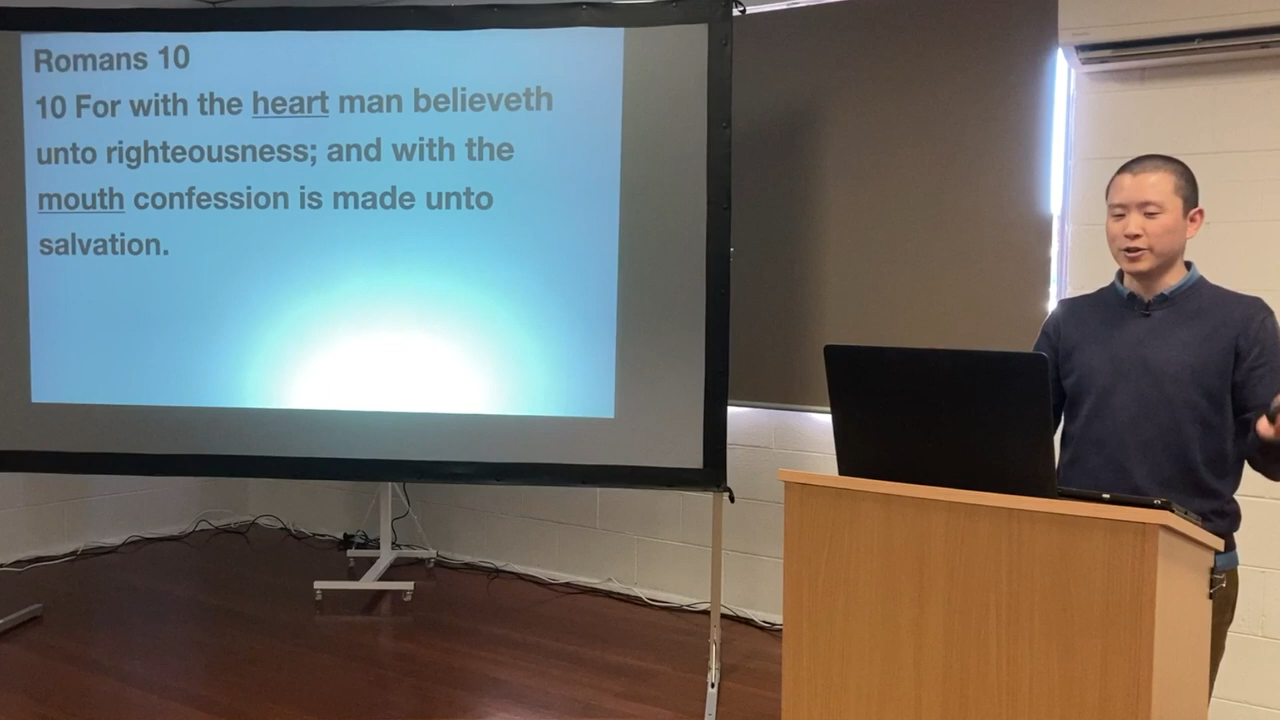 Romans 10
10 For with the heart man believeth
unto righteousness; and with the
mouth confession is made unto
salvation.